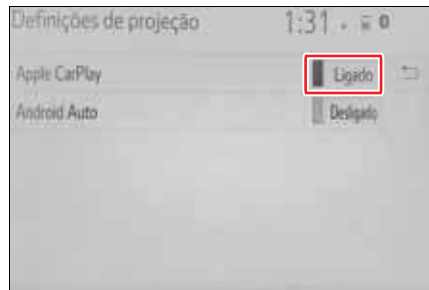 Definições de projeção 1:31
Apple CarPlay Ligado
Android Auto Desligado